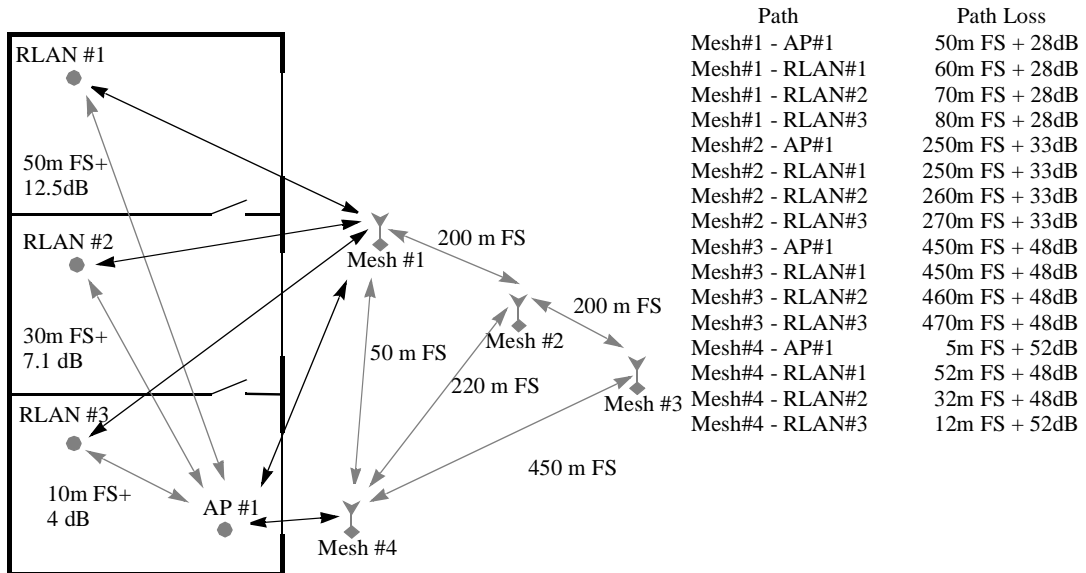 RLAN #1
50m FS+
12.5dB
RLAN #2
30m FS+
7.1 dB
RLAN #3
10m FS+
4 dB
AP #1
Mesh #1
200 m FS
200 m FS
Mesh #2
50 m FS
220 m FS
Mesh #3
450 m FS
Mesh #4
Path Path Loss
Mesh#1 - AP#1 50m FS + 28dB
Mesh#1 - RLAN#1 60m FS + 28dB
Mesh#1 - RLAN#2 70m FS + 28dB
Mesh#1 - RLAN#3 80m FS + 28dB
Mesh#2 - AP#1 250m FS + 33dB
Mesh#2 - RLAN#1 250m FS + 33dB
Mesh#2 - RLAN#2 260m FS + 33dB
Mesh#2 - RLAN#3 270m FS + 33dB
Mesh#3 - AP#1 450m FS + 48dB
Mesh#3 - RLAN#1 450m FS + 48dB
Mesh#3 - RLAN#2 460m FS + 48dB
Mesh#3 - RLAN#3 470m FS + 48dB
Mesh#4 - AP#1 5m FS + 52dB
Mesh#4 - RLAN#1 52m FS + 48dB
Mesh#4 - RLAN#2 32m FS + 48dB
Mesh#4 - RLAN#3 12m FS + 52dB